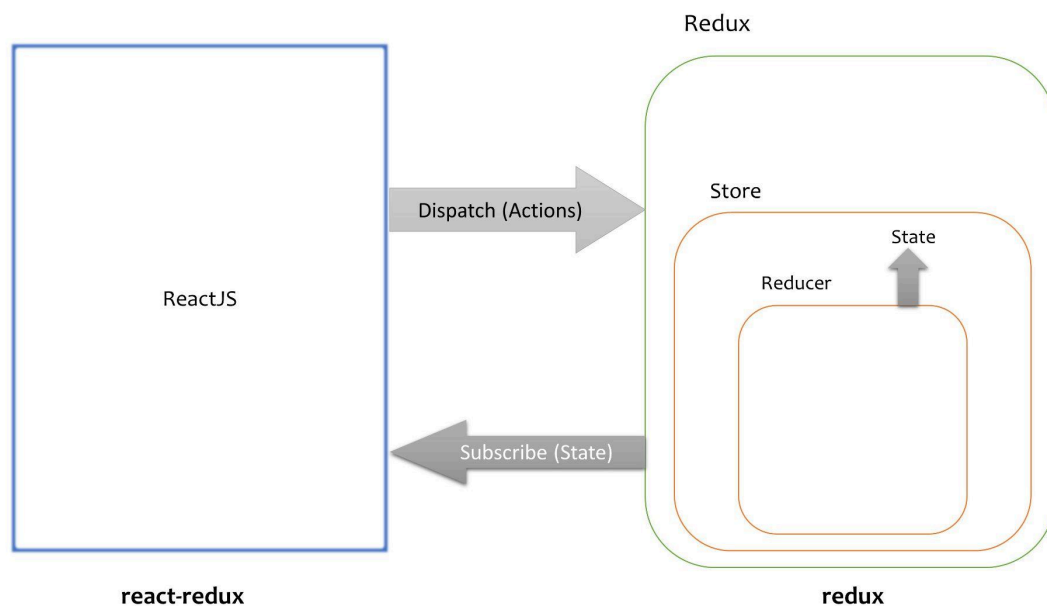 Redux
Store
Dispatch (Actions)
State
Reducer
ReactJS
Subscribe (State)
react-redux
redux